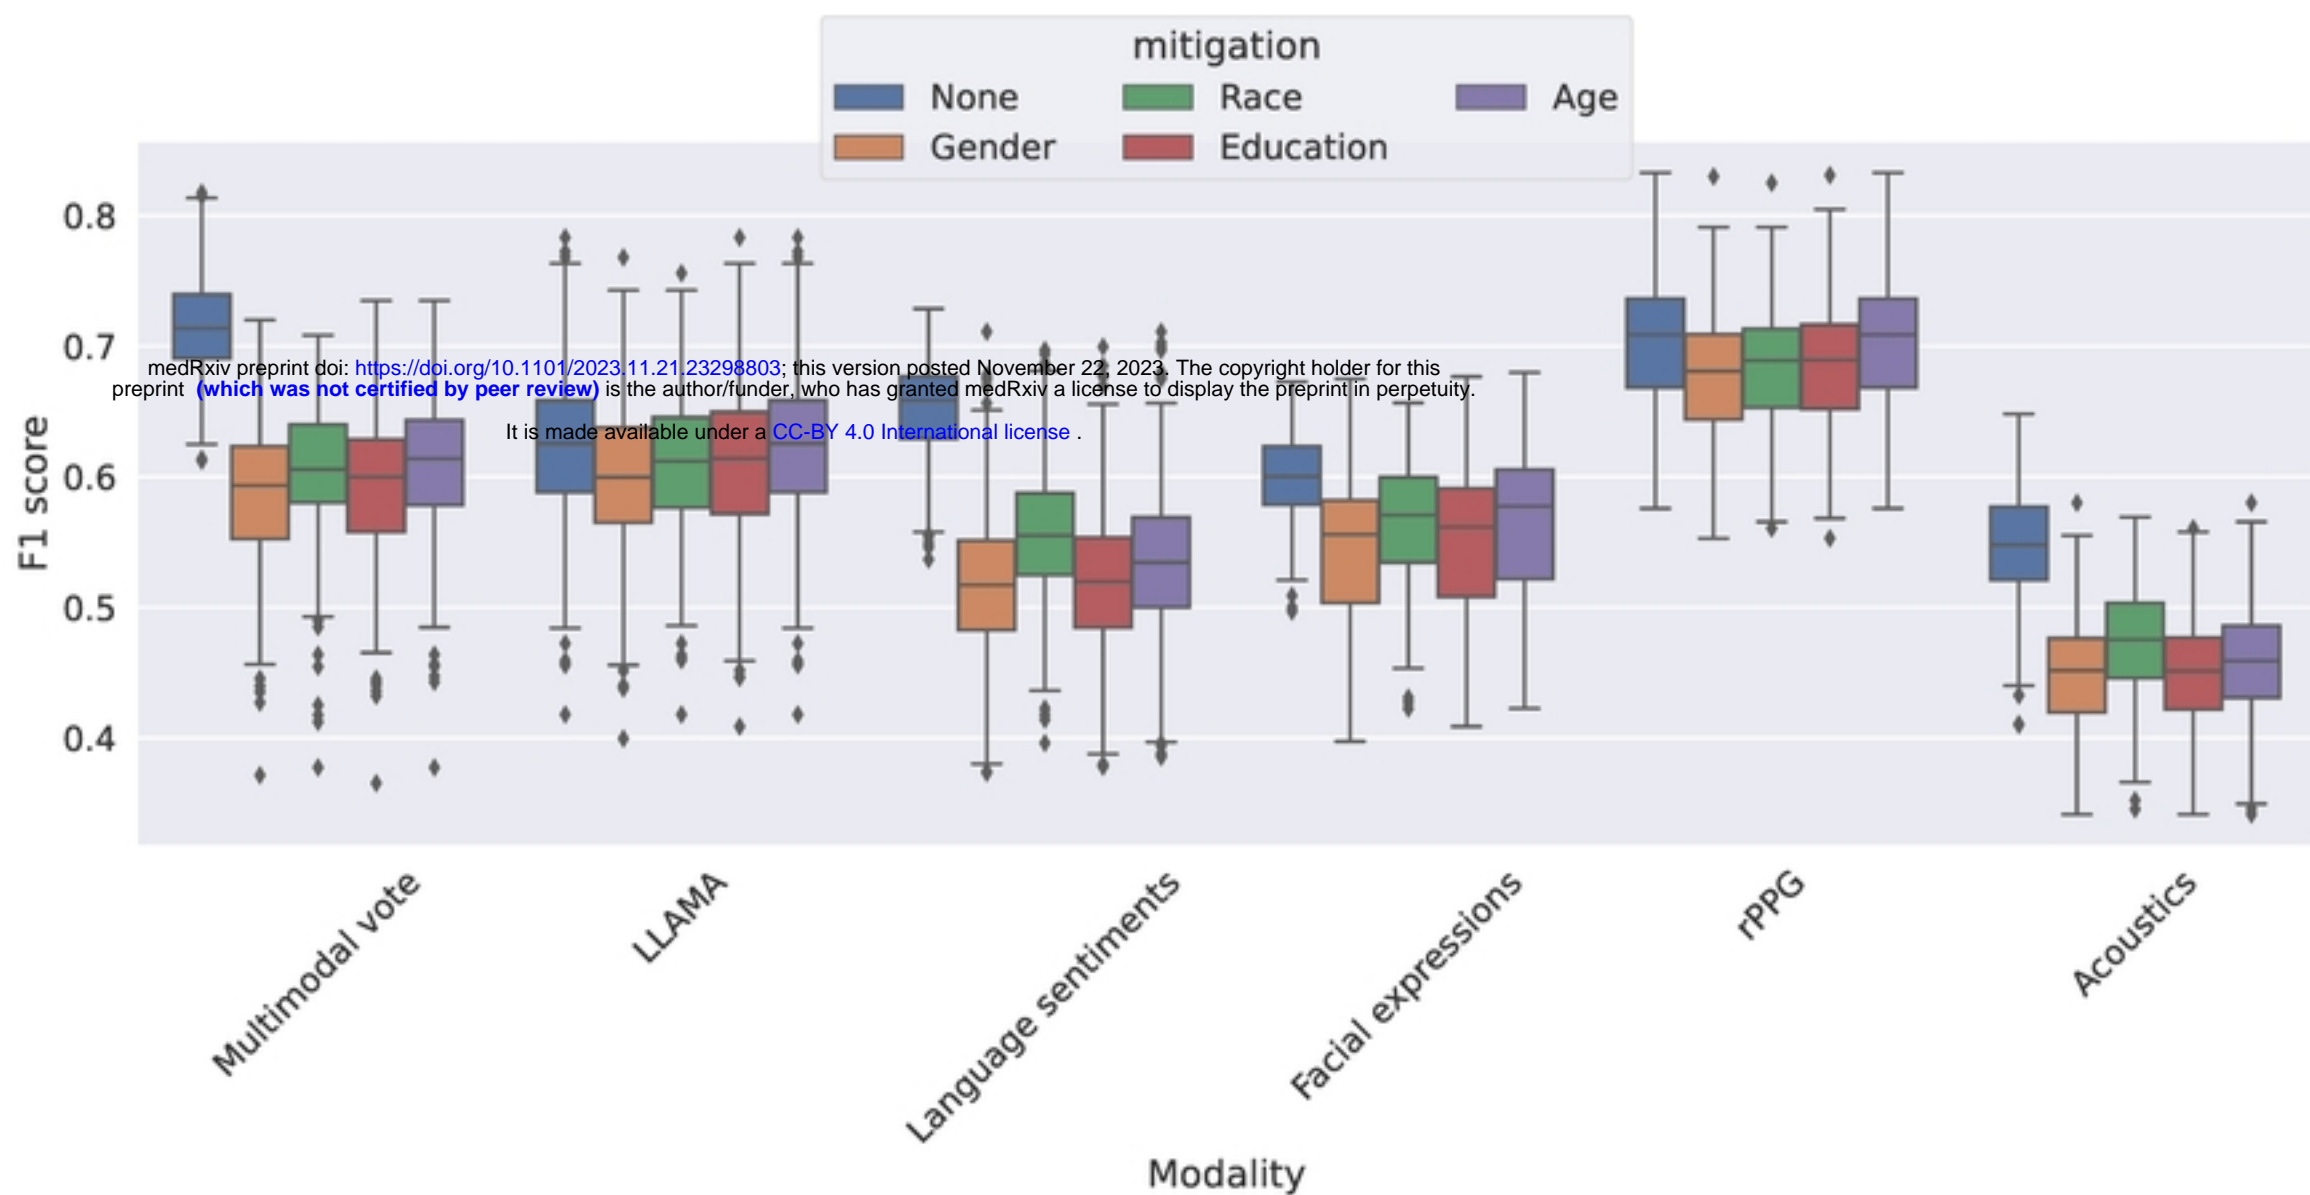 mitigation
None Race Age
Gender Education
0.8
0.7
0.6
0.5
0.4
F1 score
medRxiv preprint doi: https://doi.org/10.1101/2023.11.21.23298803; this version posted November 22, 2023. The copyright holder for this
preprint (which was not certified by peer review) is the author/funder, who has granted medRxiv a license to display the preprint in perpetuity.
It is made available under a CC-BY 4.0 International license .
Multimodal vote
LLAMA
Language sentiments
Facial expressions
rPPG
Acoustics
Modality